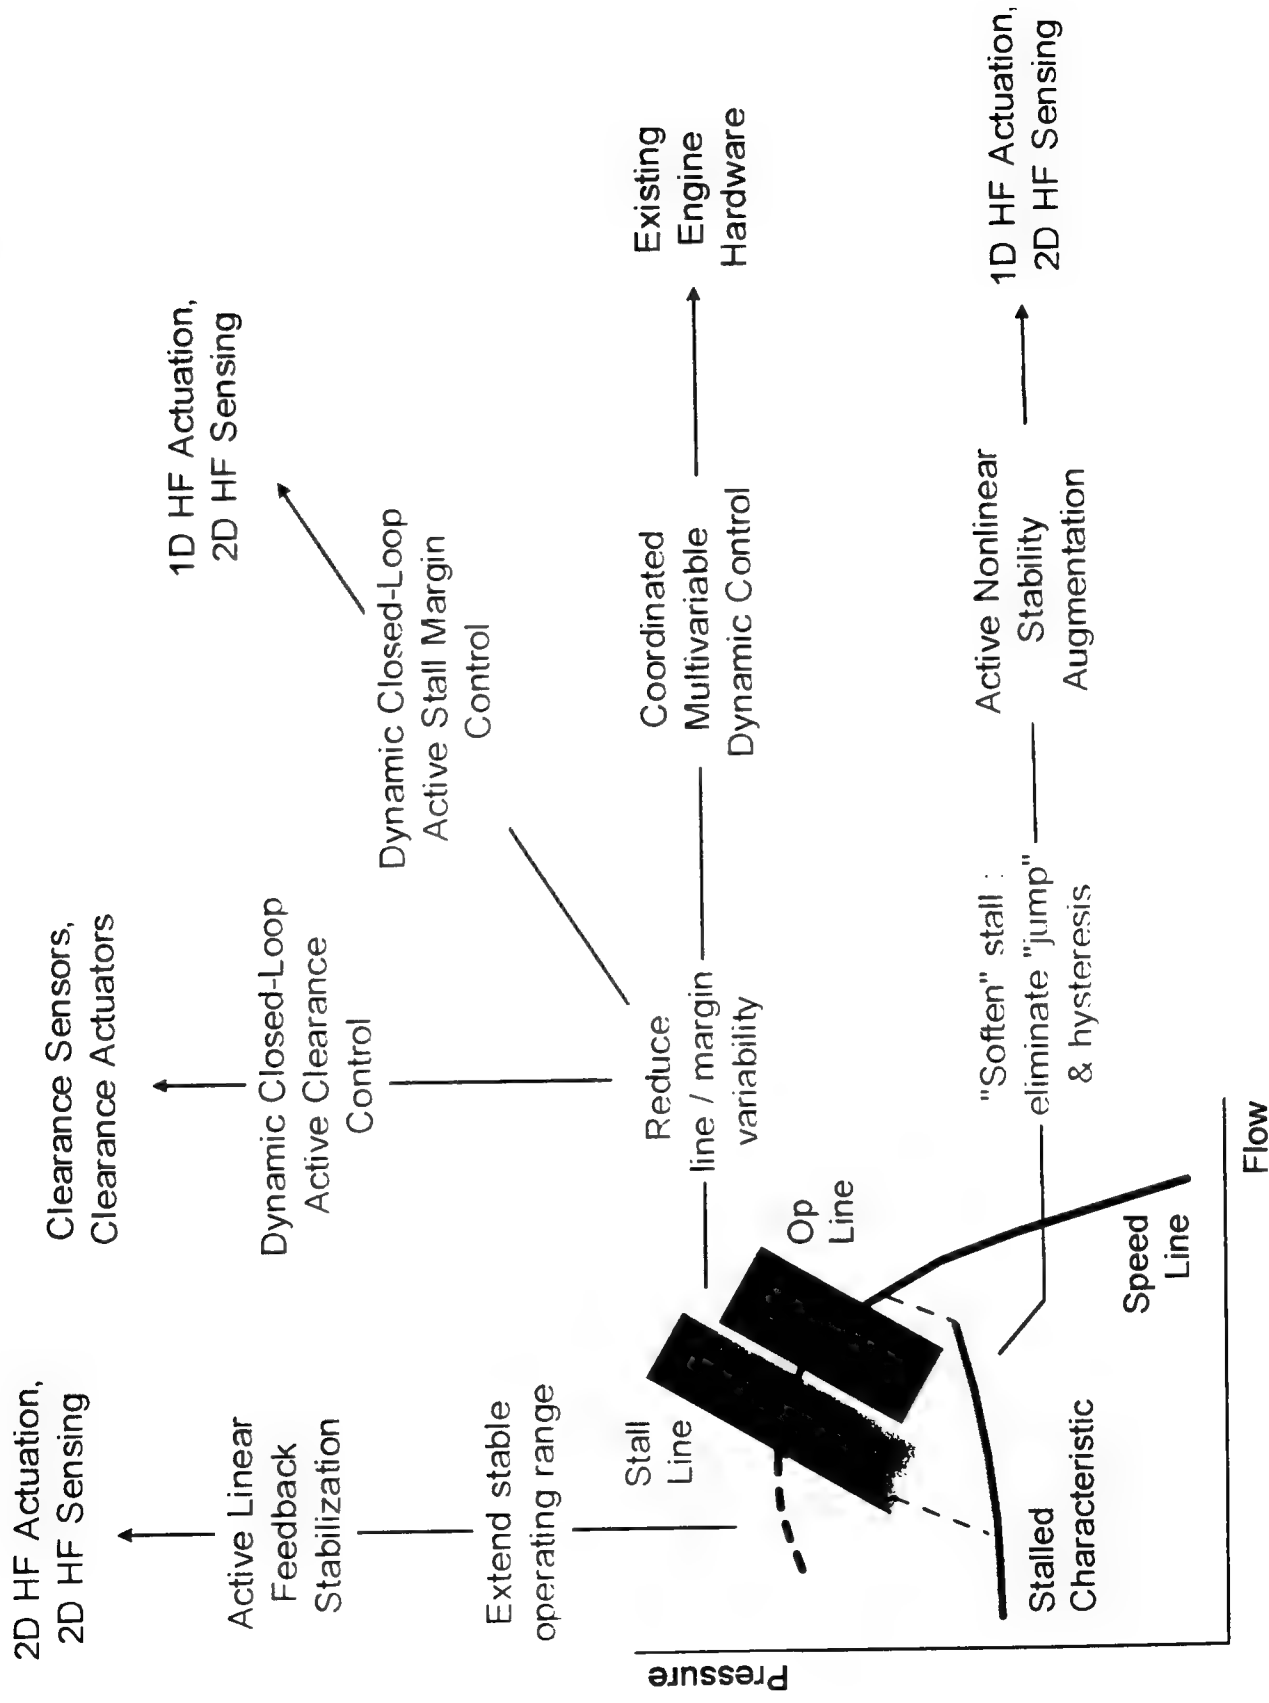 2D HF Actuation,
2D HF Sensing
Active Linear
Feedback
Stabilization
Extend stable
operating range
Clearance Sensors,
Clearance Actuators
Dynamic Closed-Loop
Active Clearance
Control
1D HF Actuation,
2D HF Sensing
Dynamic Closed-Loop
Active Stall Margin
Control
Reduce
line / margin
variability
Coordinated
Multivariable
Dynamic Control
Existing
Engine
Hardware
Stall
Line
Op
Line
"Soften" stall :
eliminate "jump"
& hysteresis
Active Nonlinear
Stability
Augmentation
1D HF Actuation,
2D HF Sensing
Stalled
Characteristic
Speed
Line
Pressure
Flow